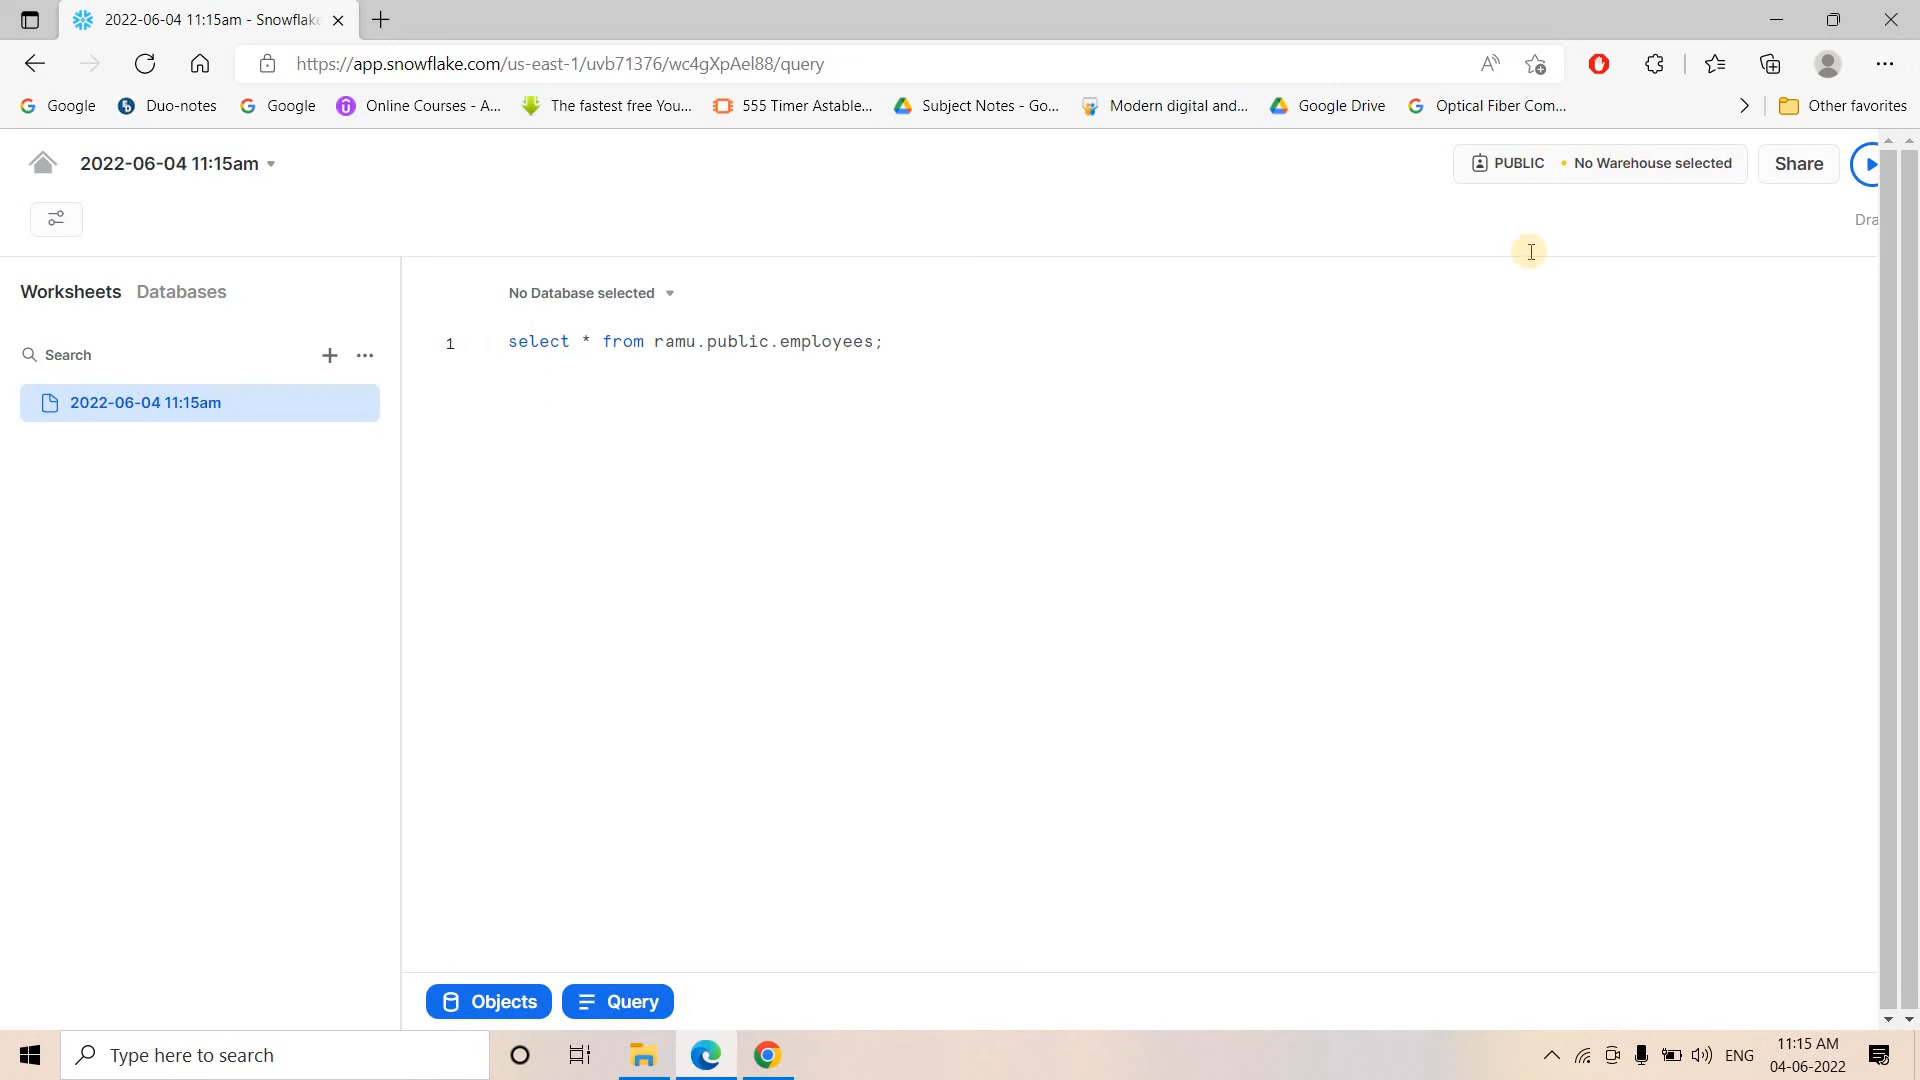 2022-06-04 11:15am - Snowflake
https://app.snowflake.com/us-east-1/uvb71376/wc4gXpAel88/query
Google Duo-notes Google Online Courses - A... The fastest free You... 555 Timer Astable... Subject Notes - Go... Modern digital and... Google Drive Optical Fiber Com... Other favorites
2022-06-04 11:15am PUBLIC No Warehouse selected Share
Dra
Worksheets Databases
No Database selected
1 select * from ramu.public.employees;
Search
2022-06-04 11:15am
Objects Query
Type here to search
ENG
11:15 AM
04-06-2022